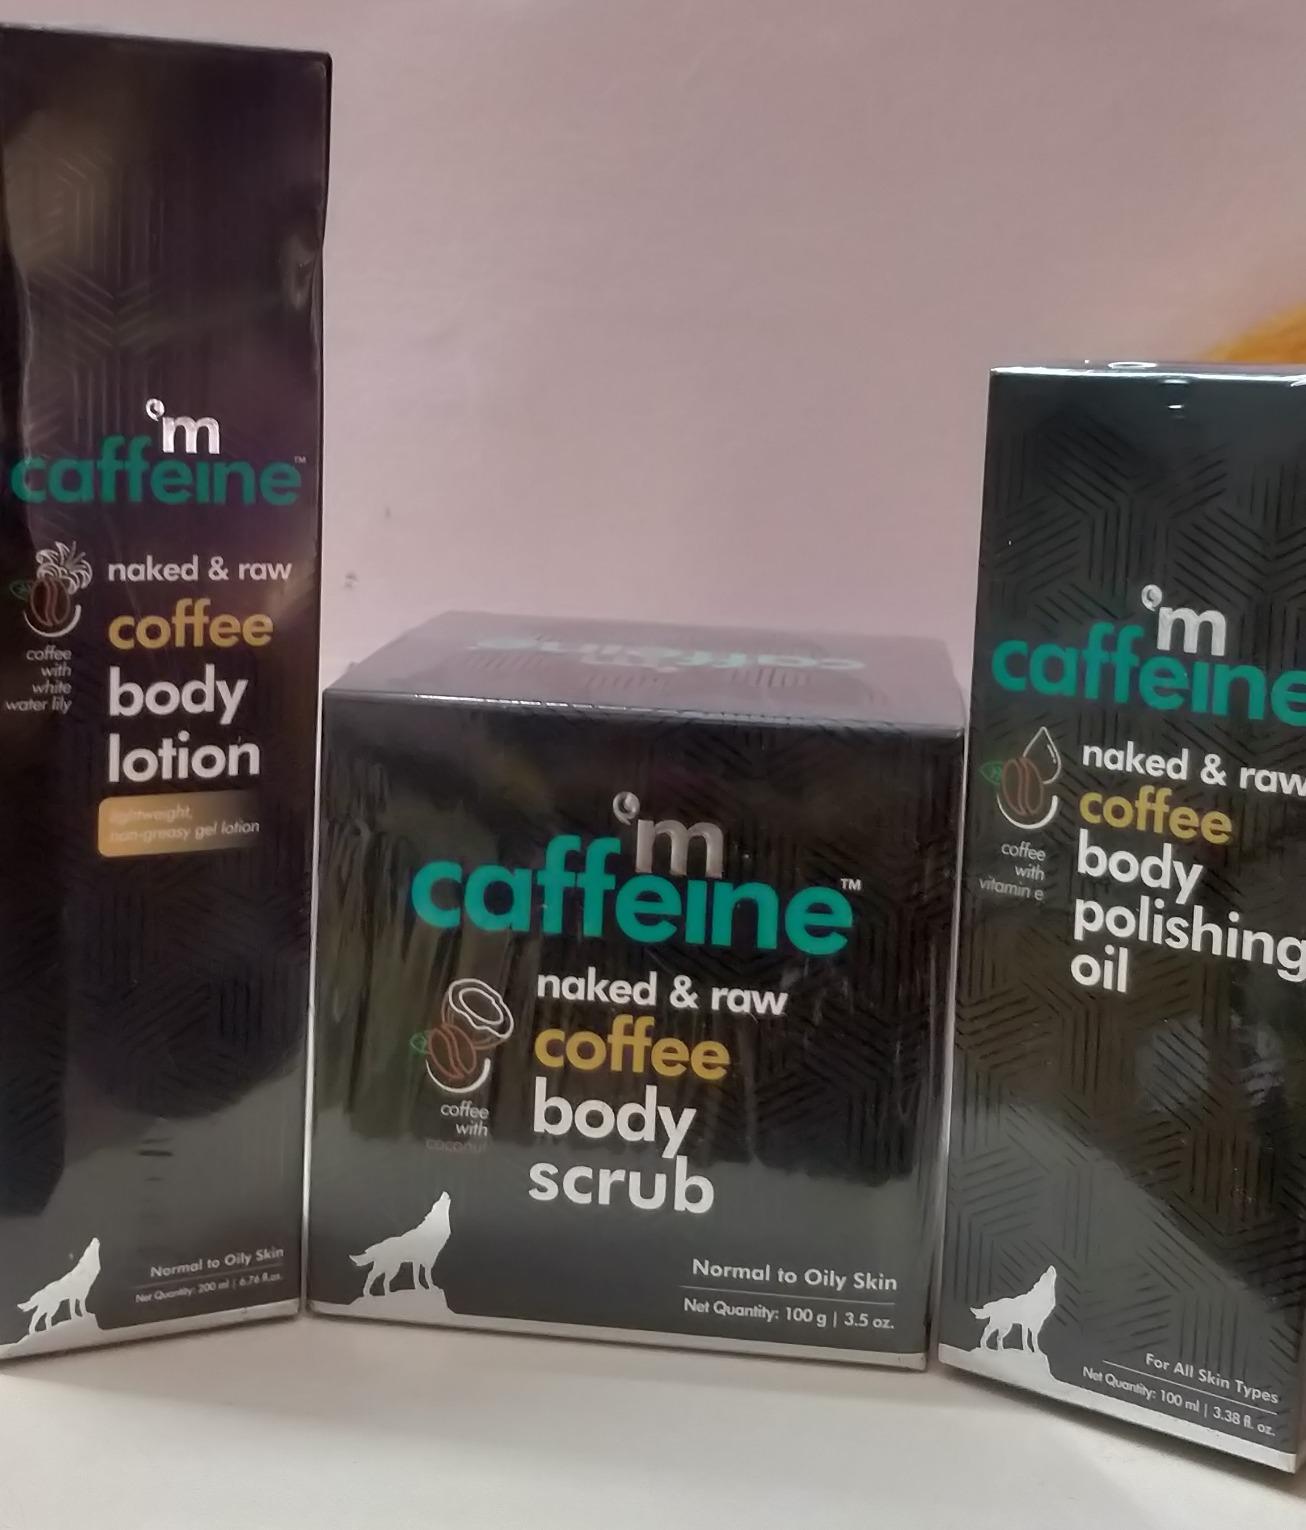 'm
caffeine™
naked & raw
coffee
body
lotion
lightweight,
non-greasy gel lotion
coffee
with
white
water lily
Normal to Oily Skin
Net Quantity: 200 ml | 6.76 fl.oz.
'm
caffeine
'm
caffeine™
naked & raw
coffee
body
scrub
coffee
with
coconut
Normal to Oily Skin
Net Quantity: 100 g | 3.5 oz.
'm
caffeine
naked & raw
coffee
body
polishing
oil
coffee
with
vitamin e
For All Skin Types
Net Quantity: 100 ml | 3.38 fl. oz.